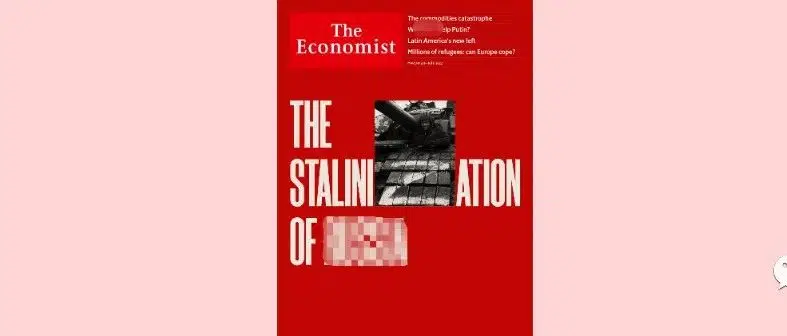 The
Economist
The commodities catastrophe
Putin?
Latin America's new left
Millions of refugees: can Europe cope?
THE
STALINI ATION
OF